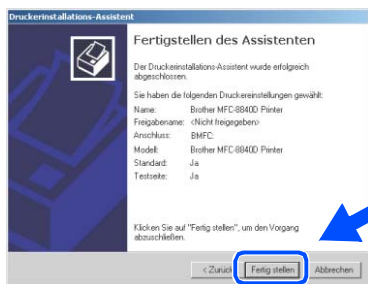 Druckerinstallations-Assistent
Fertigstellen des Assistenten
Der Druckerinstallations-Assistent wurde erfolgreich
abgeschlossen.
Sie haben die folgenden Druckereinstellungen gewählt:
Name: Brother MFC-8840D Printer
Freigabename: <Nicht freigegeben>
Anschluss: BMFC:
Modell: Brother MFC-8840D Printer
Standard: Ja
Testseite: Ja
Klicken Sie auf "Fertig stellen", um den Vorgang
abzuschließen.
< Zurück Fertig stellen Abbrechen